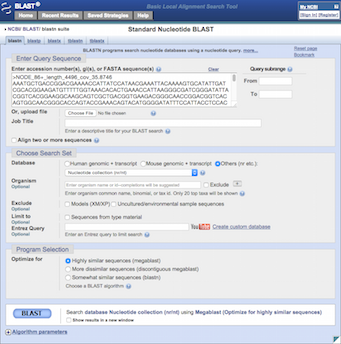 BLAST® Basic Local Alignment Search Tool My NCBI
[Sign In] [Register]
Home Recent Results Saved Strategies Help
NCBI/ BLAST/ blastn suite Standard Nucleotide BLAST
blastn blastp blastx tblastn tblastx
BLASTN programs search nucleotide databases using a nucleotide query. more...
Reset page
Bookmark
Enter Query Sequence
Enter accession number(s), gi(s), or FASTA sequence(s) Clear Query subrange
From
To
Or, upload file Choose File No file chosen
Job Title
Enter a descriptive title for your BLAST search
Align two or more sequences
Choose Search Set
Database Human genomic + transcript Mouse genomic + transcript Others (nr etc.):
Nucleotide collection (nr/nt)
Organism
Optional
Enter organism name or id--completions will be suggested Exclude +
Enter organism common name, binomial, or tax id. Only 20 top taxa will be shown
Exclude
Optional
Models (XM/XP) Uncultured/environmental sample sequences
Limit to
Optional
Sequences from type material
Entrez Query
Optional
YouTube Create custom database
Enter an Entrez query to limit search
Program Selection
Optimize for Highly similar sequences (megablast)
More dissimilar sequences (discontiguous megablast)
Somewhat similar sequences (blastn)
Choose a BLAST algorithm
BLAST Search database Nucleotide collection (nr/nt) using Megablast (Optimize for highly similar sequences)
Show results in a new window
Algorithm parameters